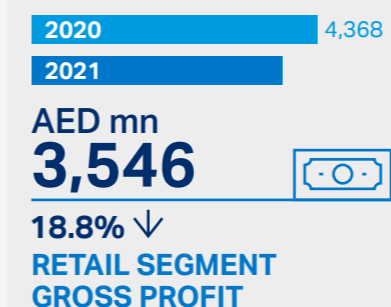 2020 4,368
2021
AED mn
3,546
18.8% ↓
RETAIL SEGMENT
GROSS PROFIT